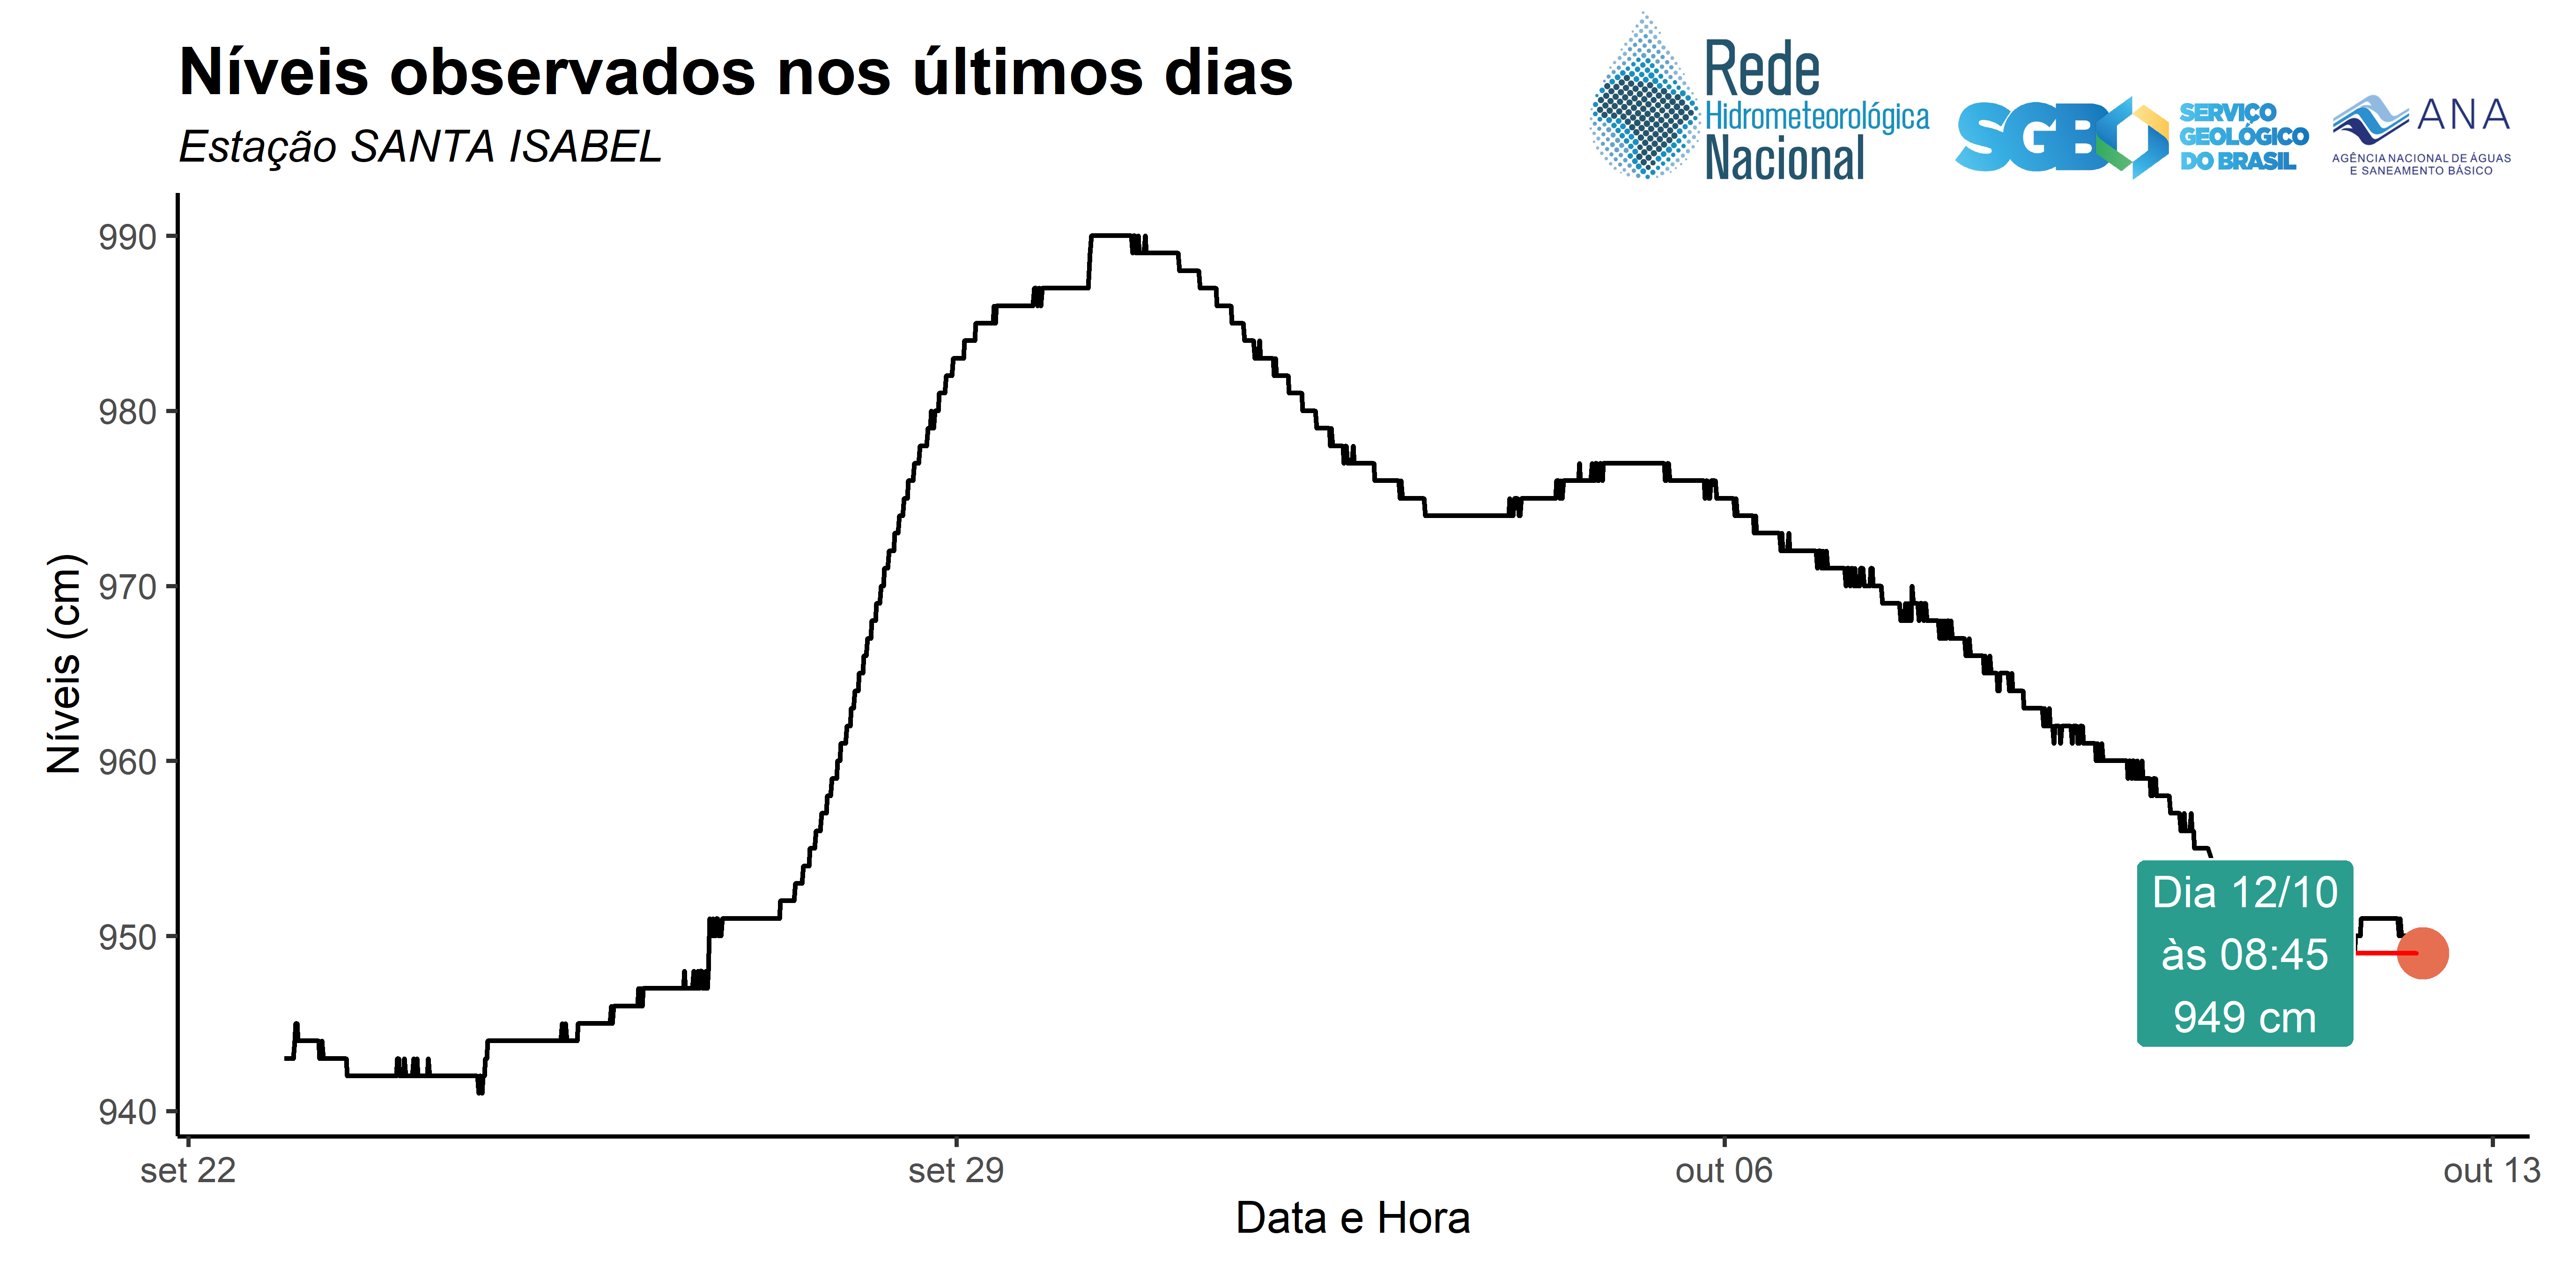 Níveis observados nos últimos dias
Estação SANTA ISABEL
Rede
Hidrometeorológica
Nacional
SGB
SERVIÇO
GEOLÓGICO
DO BRASIL
ANA
AGÊNCIA NACIONAL DE ÁGUAS
E SANEAMENTO BÁSICO
Níveis (cm)
990
980
970
960
950
940
Dia 12/10
às 08:45
949 cm
set 22
set 29
out 06
out 13
Data e Hora